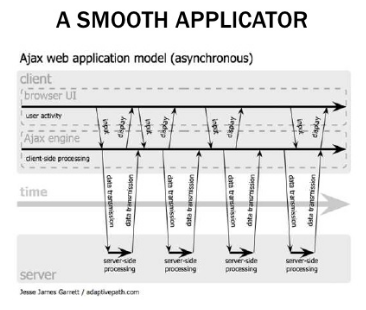 A SMOOTH APPLICATOR
Ajax web application model (asynchronous)
client
browser UI
user activity
input
display
input
display
input
display
input
display
Ajax engine
client-side processing
data transmission
data transmission
data transmission
data transmission
data transmission
data transmission
data transmission
data transmission
time
server-side
processing
server-side
processing
server-side
processing
server-side
processing
server
Jesse James Garrett / adaptivepath.com